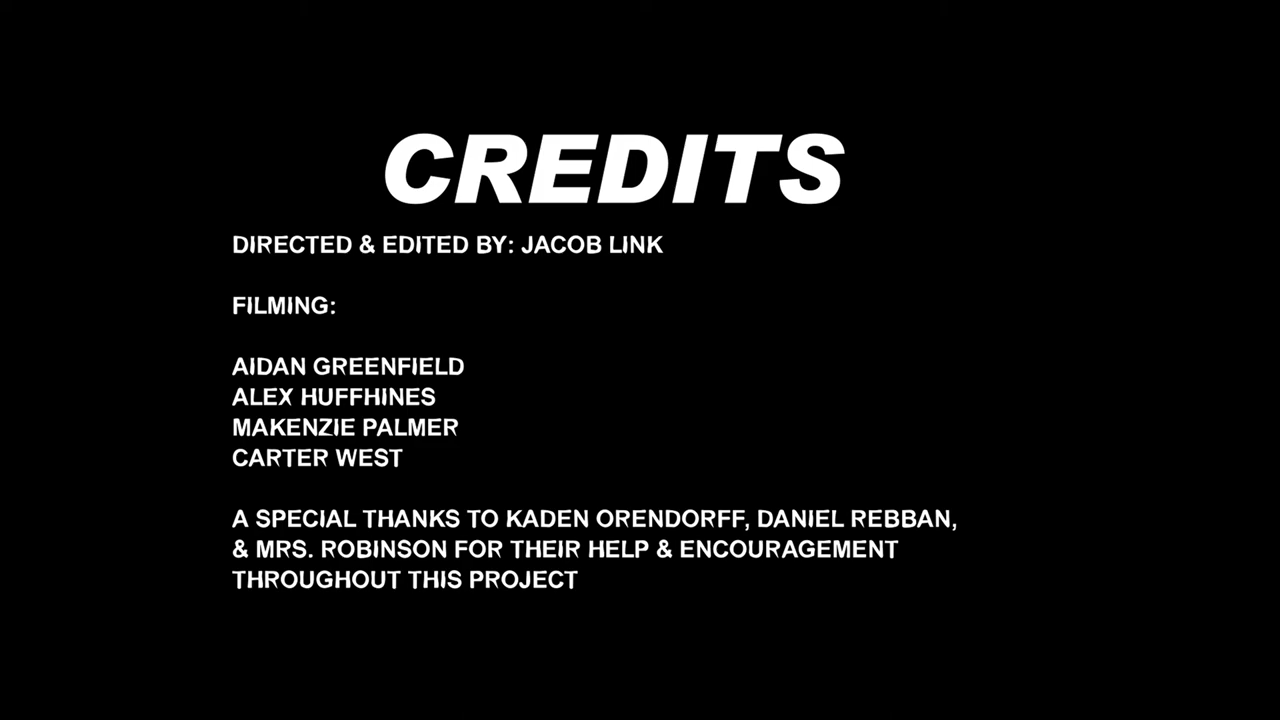 CREDITS
DIRECTED & EDITED BY: JACOB LINK
FILMING:
AIDAN GREENFIELD
ALEX HUFFHINES
MAKENZIE PALMER
CARTER WEST
A SPECIAL THANKS TO KADEN ORENDORFF, DANIEL REBBAN,
& MRS. ROBINSON FOR THEIR HELP & ENCOURAGEMENT
THROUGHOUT THIS PROJECT